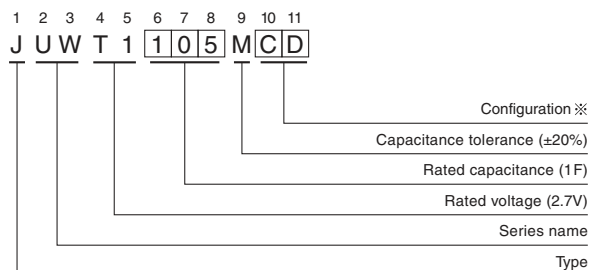 1 2 3 4 5 6 7 8 9 10 11
J U W T 1 1 0 5 M C D
Configuration ※
Capacitance tolerance (±20%)
Rated capacitance (1F)
Rated voltage (2.7V)
Series name
Type